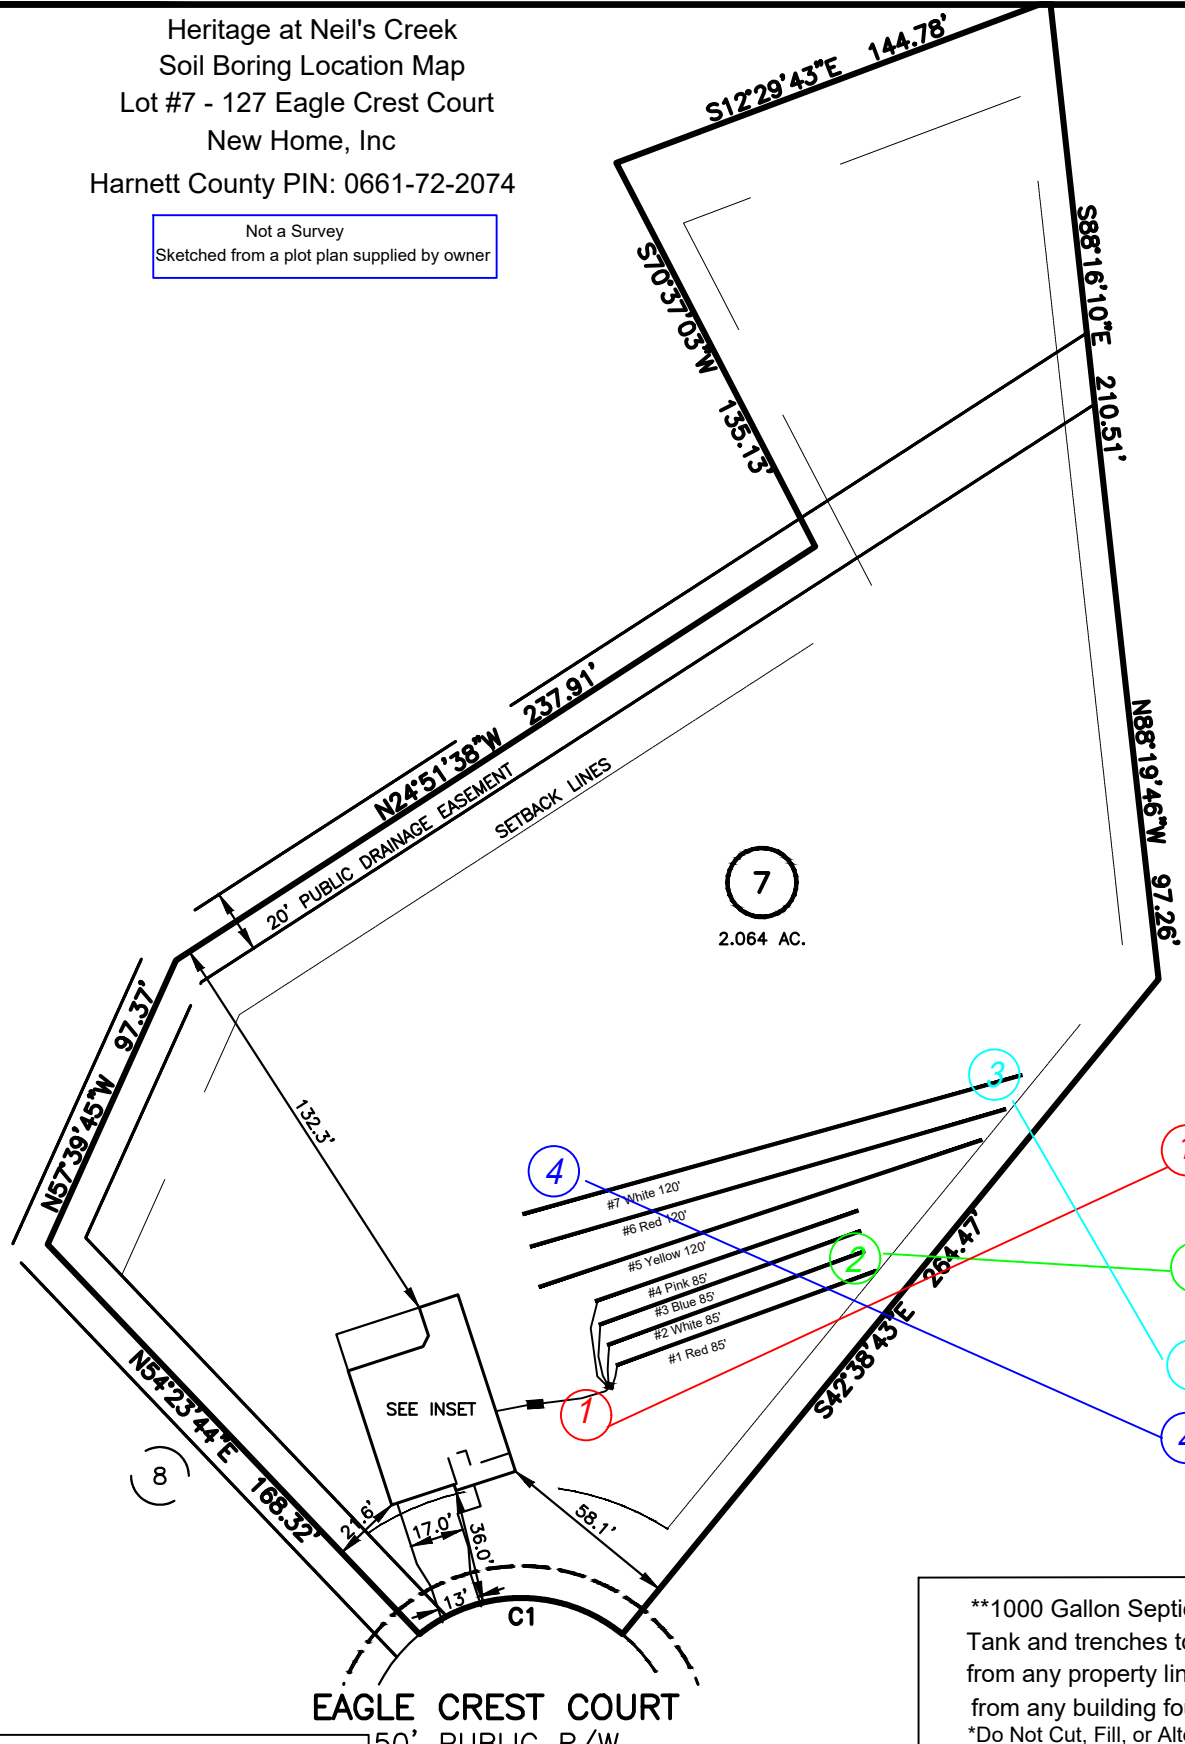 Heritage at Neil's Creek
Soil Boring Location Map
Lot #7 - 127 Eagle Crest Court
New Home, Inc
Harnett County PIN: 0661-72-2074
Not a Survey
Sketched from a plot plan supplied by owner
S12°29'43"E 144.78'
S70°37'03"W 135.13'
S88°16'10"E 210.51'
N24°51'38"W 237.91'
20' PUBLIC DRAINAGE EASEMENT
SETBACK LINES
7
2.064 AC.
N88°19'46"W 97.26'
N57°39'45"W 97.37'
132.3'
3
4
1
#7 White 120'
#6 Red 120'
#5 Yellow 120'
#4 Pink 85'
#3 Blue 85'
#2 White 85'
#1 Red 85'
2
S42°38'43"E 264.47'
SEE INSET
1
4
N54°23'44"E 168.32'
8
21.6'
17.0'
36.0'
58.1'
13'
C1
EAGLE CREST COURT
50' PUBLIC R/W
**1000 Gallon Septi
Tank and trenches t
from any property lin
from any building fo
*Do Not Cut, Fill, or Alt